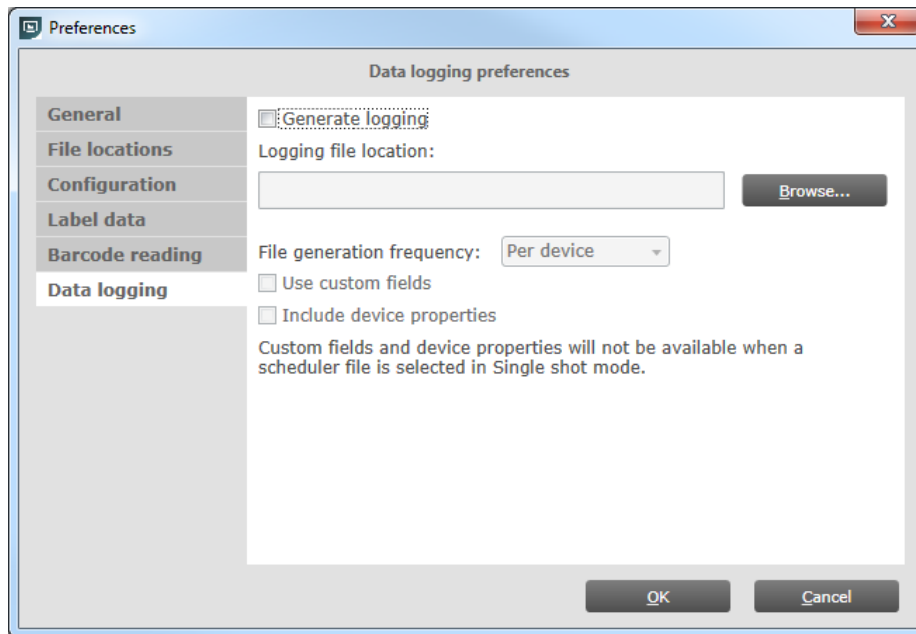 Preferences
Data logging preferences
General
File locations
Configuration
Label data
Barcode reading
Data logging
Generate logging
Logging file location:
Browse...
File generation frequency: Per device
Use custom fields
Include device properties
Custom fields and device properties will not be available when a
scheduler file is selected in Single shot mode.
OK Cancel